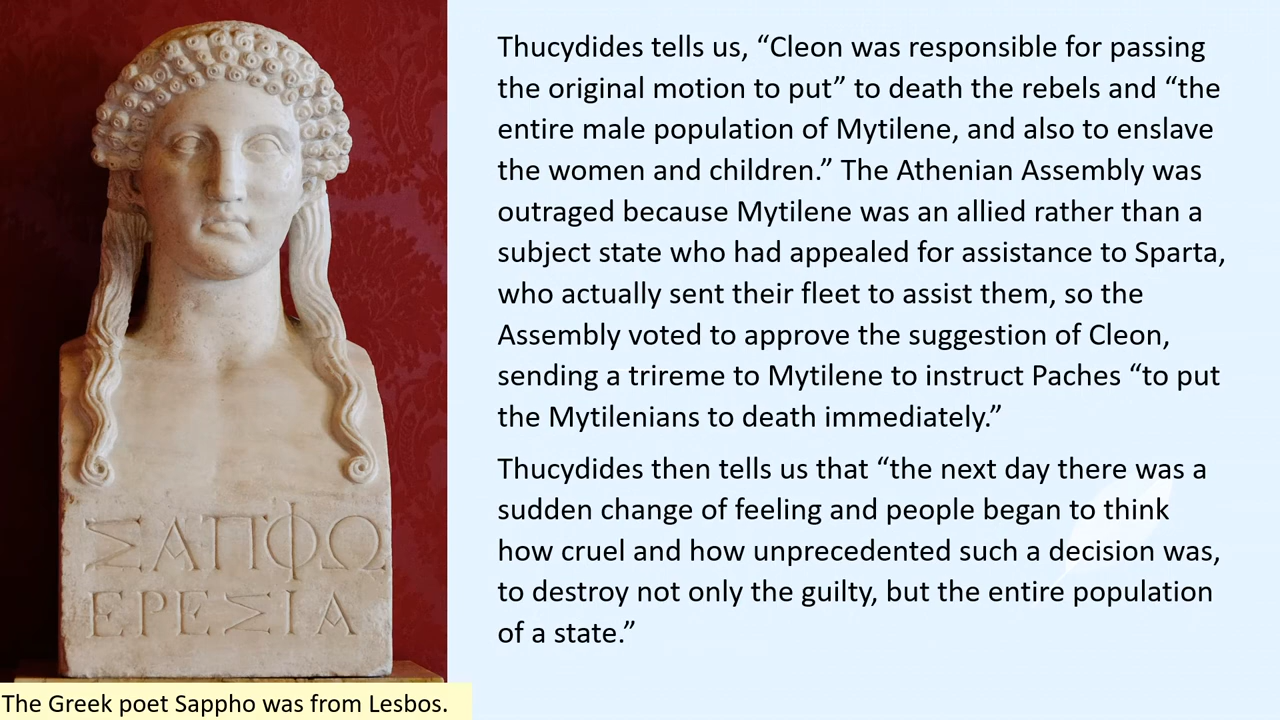 ΣΑΠΦΩ
ΕΡΕΣΙΑ
The Greek poet Sappho was from Lesbos.
Thucydides tells us, “Cleon was responsible for passing
the original motion to put” to death the rebels and “the
entire male population of Mytilene, and also to enslave
the women and children.” The Athenian Assembly was
outraged because Mytilene was an allied rather than a
subject state who had appealed for assistance to Sparta,
who actually sent their fleet to assist them, so the
Assembly voted to approve the suggestion of Cleon,
sending a trireme to Mytilene to instruct Paches “to put
the Mytilenians to death immediately.”
Thucydides then tells us that “the next day there was a
sudden change of feeling and people began to think
how cruel and how unprecedented such a decision was,
to destroy not only the guilty, but the entire population
of a state.”